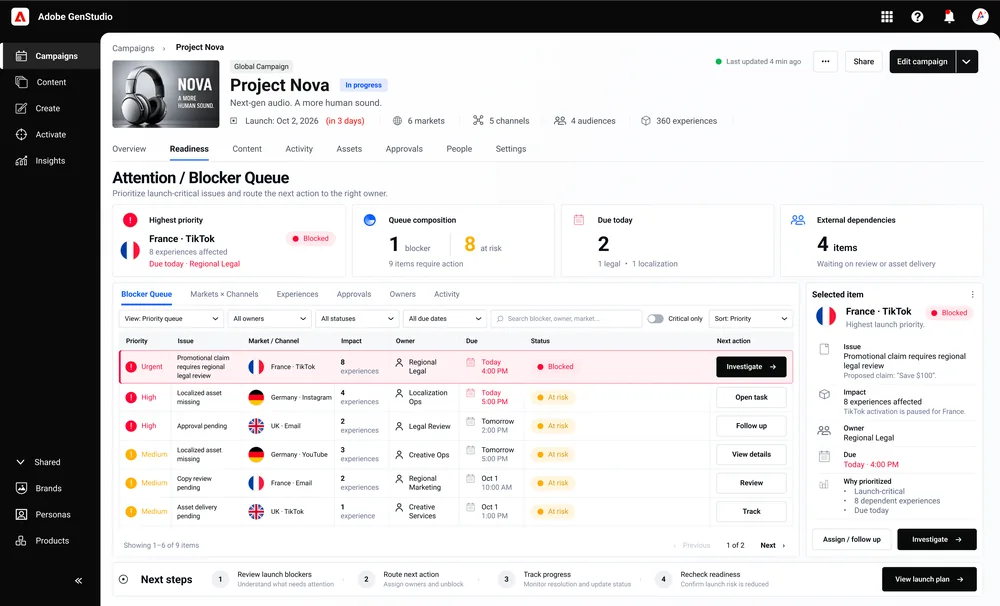 Adobe GenStudio
Campaigns
Content
Create
Activate
Insights
Shared
Brands
Personas
Products
Campaigns › Project Nova
NOVA
A MORE
HUMAN SOUND.
Global Campaign
Project Nova
In progress
Next-gen audio. A more human sound.
Launch: Oct 2, 2026 (in 3 days)
6 markets
5 channels
4 audiences
360 experiences
Last updated 4 min ago
Share
Edit campaign
Overview
Readiness
Content
Activity
Assets
Approvals
People
Settings
Attention / Blocker Queue
Prioritize launch-critical issues and route the next action to the right owner.
Highest priority
France · TikTok
8 experiences affected
Due today · Regional Legal
Blocked
Queue composition
1 blocker
8 at risk
9 items require action
Due today
2
1 legal • 1 localization
External dependencies
4 items
Waiting on review or asset delivery
Blocker Queue
Markets × Channels
Experiences
Approvals
Owners
Activity
View: Priority queue
All owners
All statuses
All due dates
Search blocker, owner, market...
Critical only
Sort: Priority
Priority
Issue
Market / Channel
Impact
Owner
Due
Status
Next action
Urgent
Promotional claim
requires regional
legal review
France · TikTok
8
experiences
Regional
Legal
Today
4:00 PM
Blocked
Investigate →
High
Localized asset
missing
Germany · Instagram
4
experiences
Localization
Ops
Today
5:00 PM
At risk
Open task
High
Approval pending
UK · Email
2
experiences
Legal Review
Tomorrow
2:00 PM
At risk
Follow up
Medium
Localized asset
missing
Germany · YouTube
3
experiences
Creative Ops
Tomorrow
5:00 PM
At risk
View details
Medium
Copy review
pending
France · Email
2
experiences
Regional
Marketing
Oct 1
10:00 AM
At risk
Review
Medium
Asset delivery
pending
UK · TikTok
1
experience
Creative
Services
Oct 1
1:00 PM
At risk
Track
Showing 1–6 of 9 items
‹ Previous
1 of 2
Next ›
Selected item
France · TikTok
Blocked
Highest launch priority.
Issue
Promotional claim requires regional
legal review
Proposed claim: "Save $100".
Impact
8 experiences affected
TikTok activation is paused for France.
Owner
Regional Legal
Due
Today · 4:00 PM
Why prioritized
• Launch-critical
• 8 dependent experiences
• Due today
Assign / follow up
Investigate →
Next steps
1
Review launch blockers
Understand what needs attention
2
Route next action
Assign owners and unblock
3
Track progress
Monitor resolution and update status
4
Recheck readiness
Confirm launch risk is reduced
View launch plan →